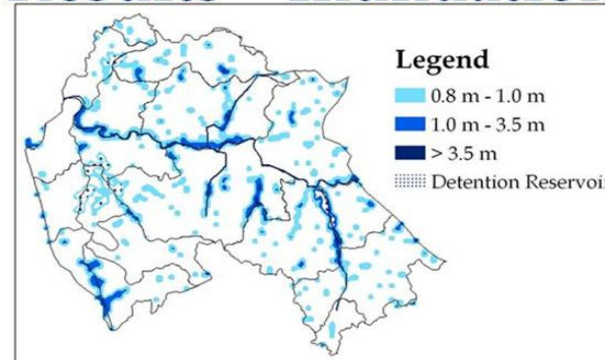 Legend
0.8 m - 1.0 m
1.0 m - 3.5 m
> 3.5 m
Detention Reservoi